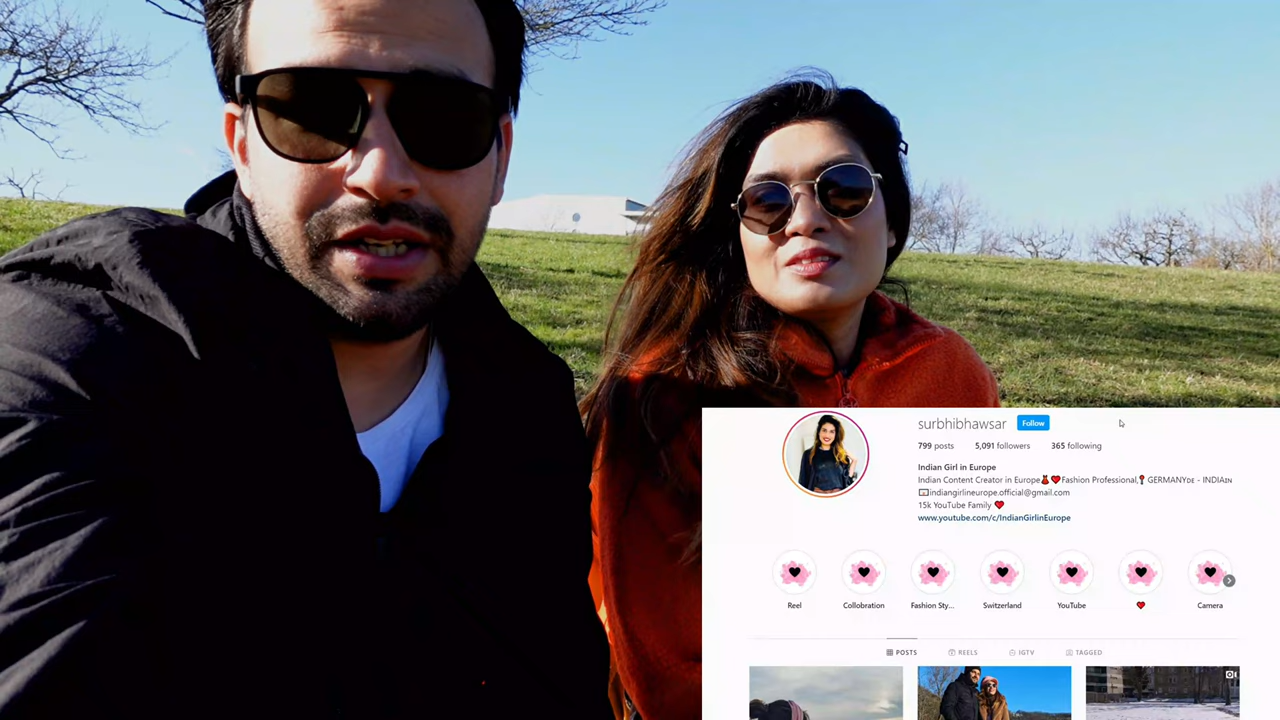 surbhibhawsar Follow
799 posts 5,091 followers 365 following
Indian Girl in Europe
Indian Content Creator in Europe👗❤️Fashion Professional,📍 GERMANYDE - INDIAIN
📧indiangirlineurope.official@gmail.com
15k YouTube Family ❤️
www.youtube.com/c/IndianGirlinEurope
Reel Collobration Fashion Sty... Switzerland YouTube ❤️ Camera
POSTS REELS IGTV TAGGED